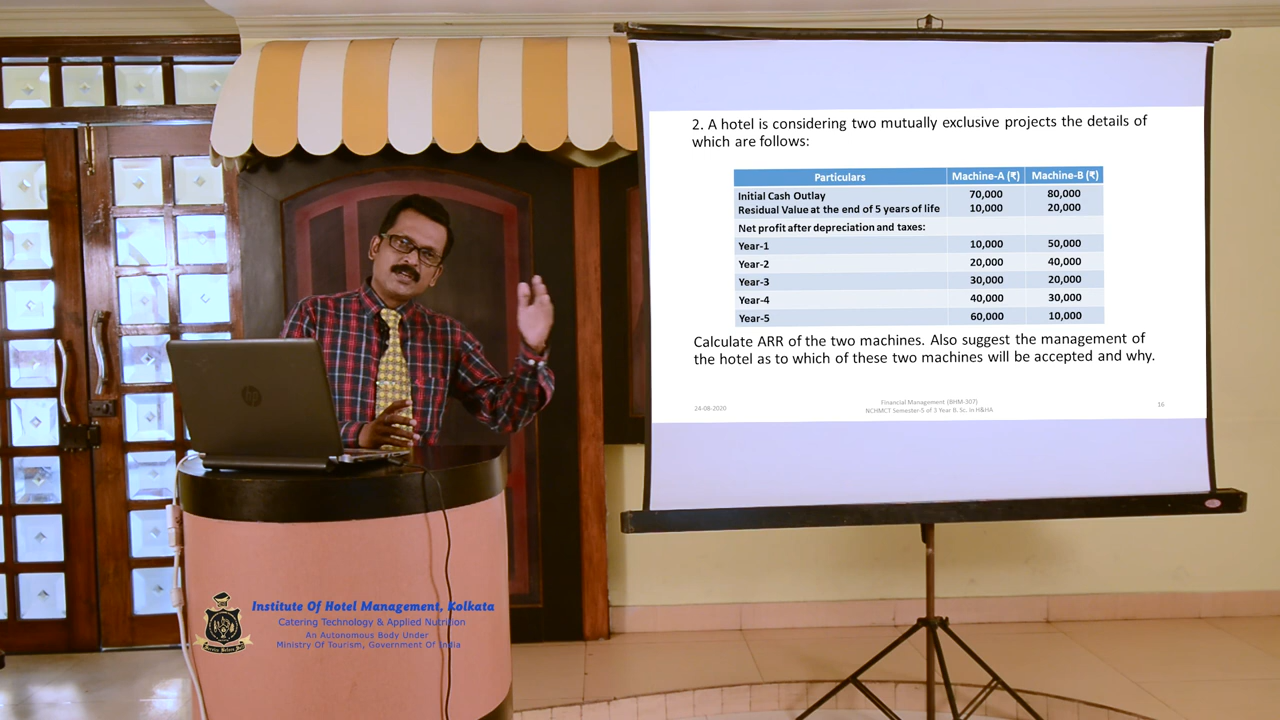 2. A hotel is considering two mutually exclusive projects the details of
which are follows:
Particulars Machine-A (₹) Machine-B (₹)
Initial Cash Outlay 70,000 80,000
Residual Value at the end of 5 years of life 10,000 20,000
Net profit after depreciation and taxes:
Year-1 10,000 50,000
Year-2 20,000 40,000
Year-3 30,000 20,000
Year-4 40,000 30,000
Year-5 60,000 10,000
Calculate ARR of the two machines. Also suggest the management of
the hotel as to which of these two machines will be accepted and why.
24-08-2020
Financial Management (BHM-307)
NCHMCT Semester-5 of 3 Year B. Sc. in H&HA
16
Institute Of Hotel Management, Kolkata
Catering Technology & Applied Nutrition
An Autonomous Body Under
Ministry Of Tourism, Government Of India